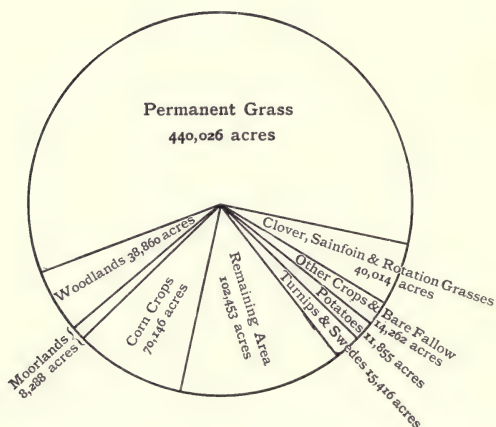 Permanent Grass
440,026 acres
Clover, Sainfoin & Rotation Grasses
40,014 acres
Other Crops & Bare Fallow
14,262 acres
Potatoes 11,855 acres
Turnips & Swedes 15,416 acres
Remaining Area
102,453 acres
Corn Crops
70,146 acres
Moorlands
8,288 acres
Woodlands 38,860 acres